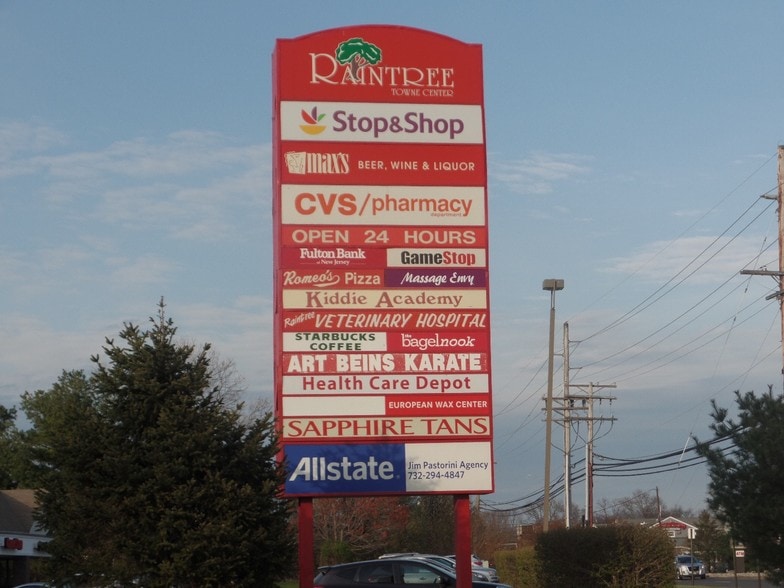 RAINTREE
TOWNE CENTER
Stop&Shop
max's BEER, WINE & LIQUOR
CVS/pharmacy
department
OPEN 24 HOURS
Fulton Bank
of New Jersey
GameStop
Romeo's Pizza
Massage Envy
Kiddie Academy
Raintree VETERINARY HOSPITAL
STARBUCKS
COFFEE
the
bagelnook
ART BEINS KARATE
Health Care Depot
EUROPEAN WAX CENTER
SAPPHIRE TANS
Allstate
Jim Pastorini Agency
732-294-4847